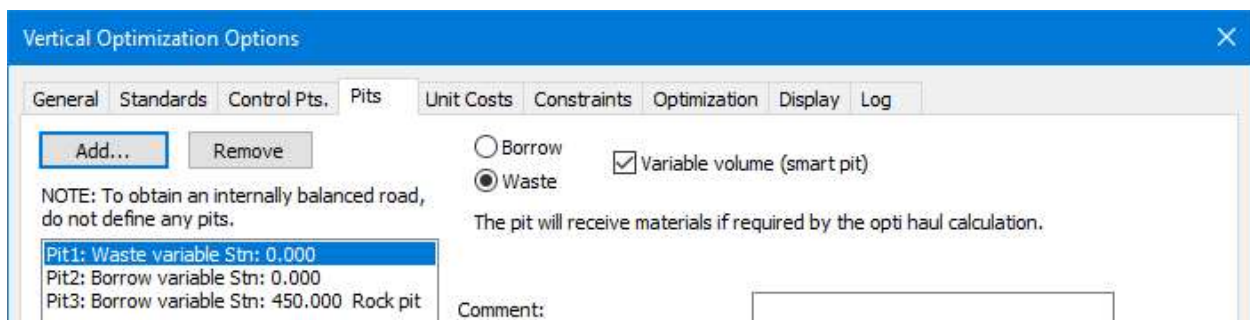 Vertical Optimization Options
General Standards Control Pts. Pits Unit Costs Constraints Optimization Display Log
Add... Remove
Borrow
Waste
Variable volume (smart pit)
NOTE: To obtain an internally balanced road,
do not define any pits.
The pit will receive materials if required by the opti haul calculation.
Pit1: Waste variable Stn: 0.000
Pit2: Borrow variable Stn: 0.000
Pit3: Borrow variable Stn: 450.000 Rock pit
Comment: